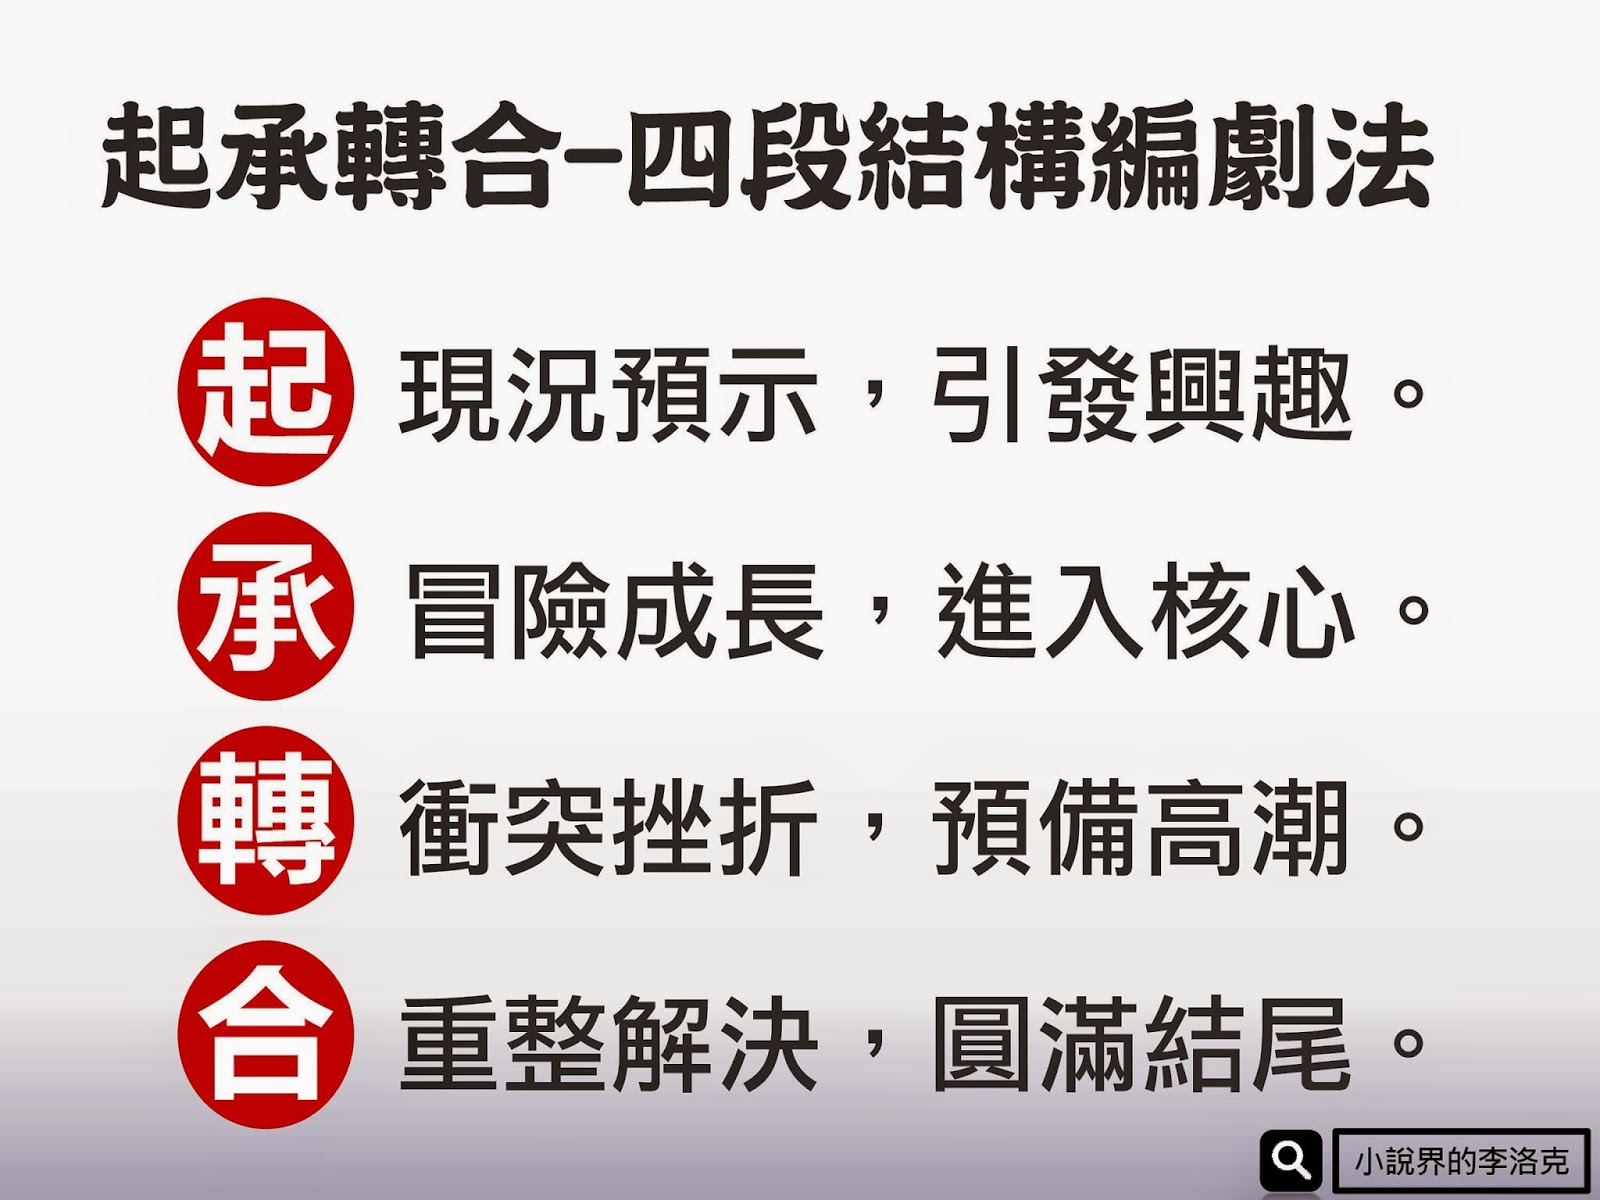 起承轉合-四段結構編劇法
起 現況預示，引發興趣。
承 冒險成長，進入核心。
轉 衝突挫折，預備高潮。
合 重整解決，圓滿結尾。
小說界的李洛克